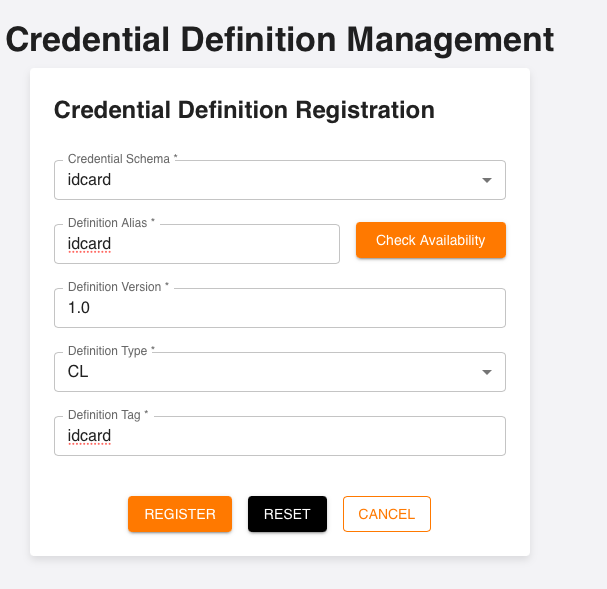 Credential Definition Management
Credential Definition Registration
Credential Schema *
idcard
Definition Alias *
idcard
Check Availability
Definition Version *
1.0
Definition Type *
CL
Definition Tag *
idcard
REGISTER RESET CANCEL